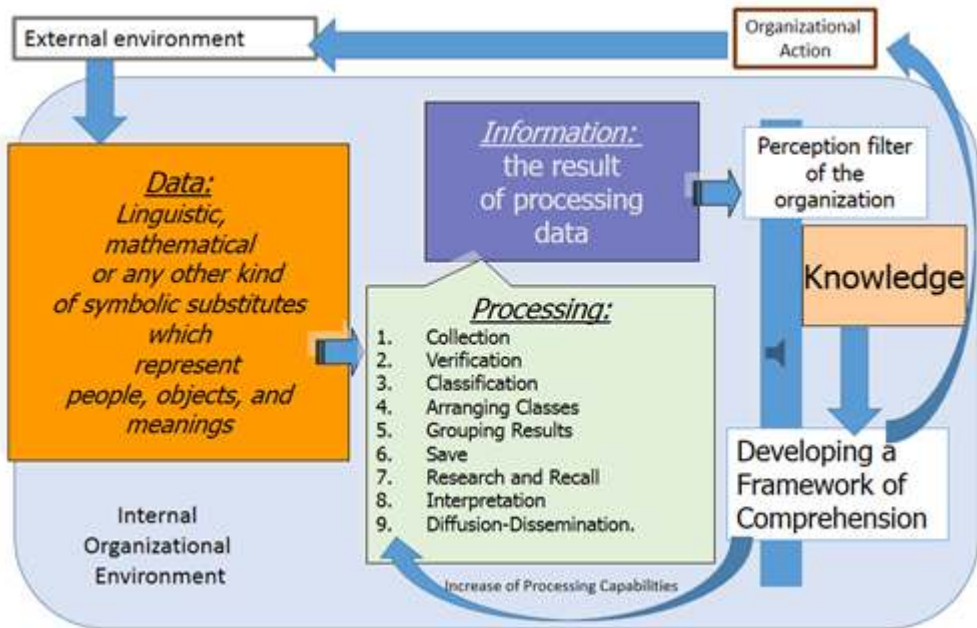 External environment
Organizational
Action
Data:
Linguistic,
mathematical
or any other kind
of symbolic substitutes
which
represent
people, objects, and
meanings
Information:
the result
of processing
data
Perception filter
of the
organization
Knowledge
Processing:
1. Collection
2. Verification
3. Classification
4. Arranging Classes
5. Grouping Results
6. Save
7. Research and Recall
8. Interpretation
9. Diffusion-Dissemination.
Developing a
Framework of
Comprehension
Internal
Organizational
Environment
Increase of Processing Capabilities